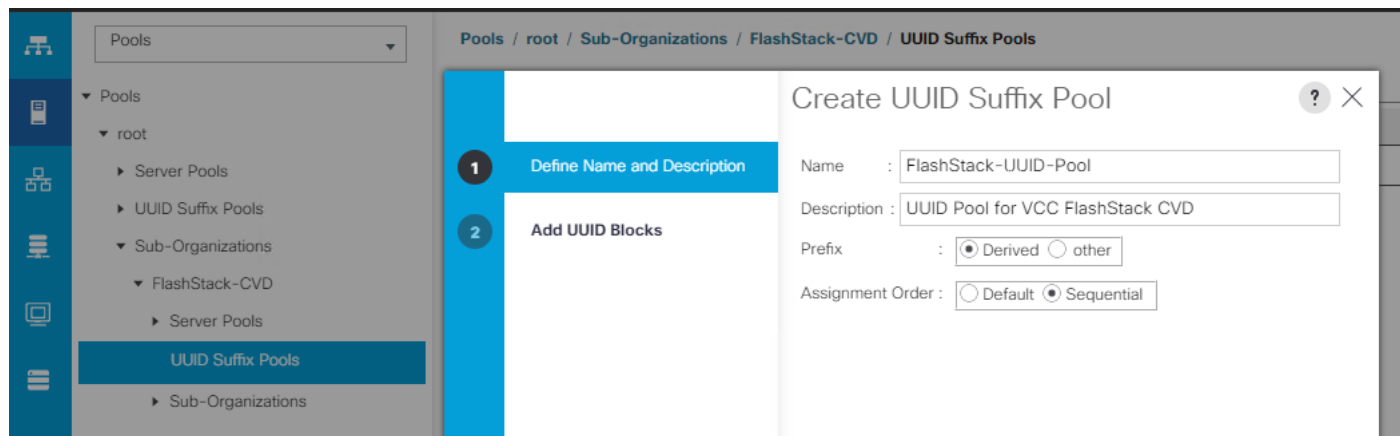 Pools
Pools / root / Sub-Organizations / FlashStack-CVD / UUID Suffix Pools
Pools
root
Server Pools
UUID Suffix Pools
Sub-Organizations
FlashStack-CVD
Server Pools
UUID Suffix Pools
Sub-Organizations
1 Define Name and Description
2 Add UUID Blocks
Create UUID Suffix Pool ?
Name : FlashStack-UUID-Pool
Description : UUID Pool for VCC FlashStack CVD
Prefix : Derived other
Assignment Order : Default Sequential